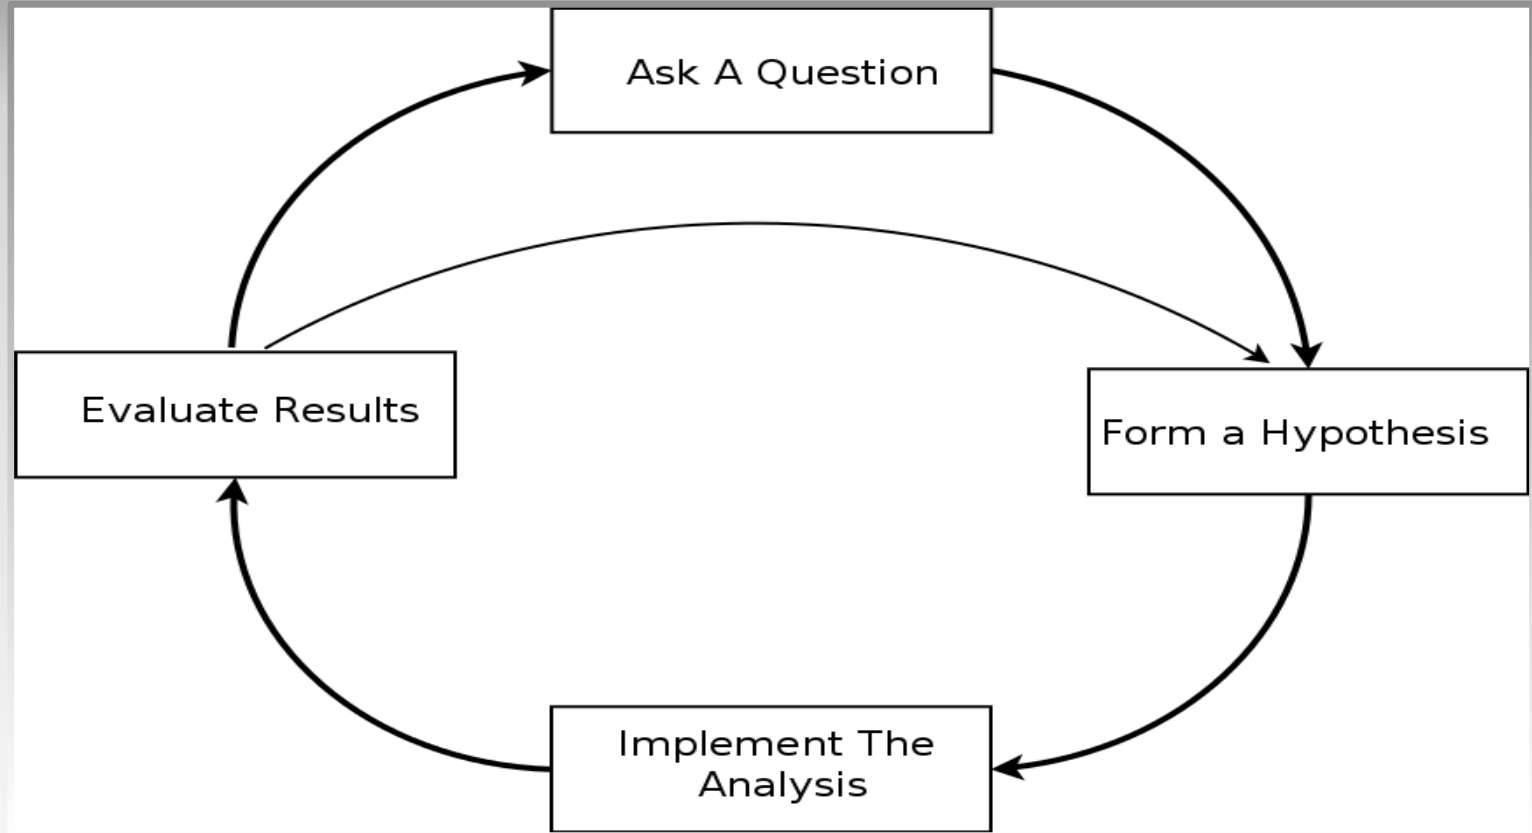 Ask A Question
Evaluate Results
Form a Hypothesis
Implement The
Analysis